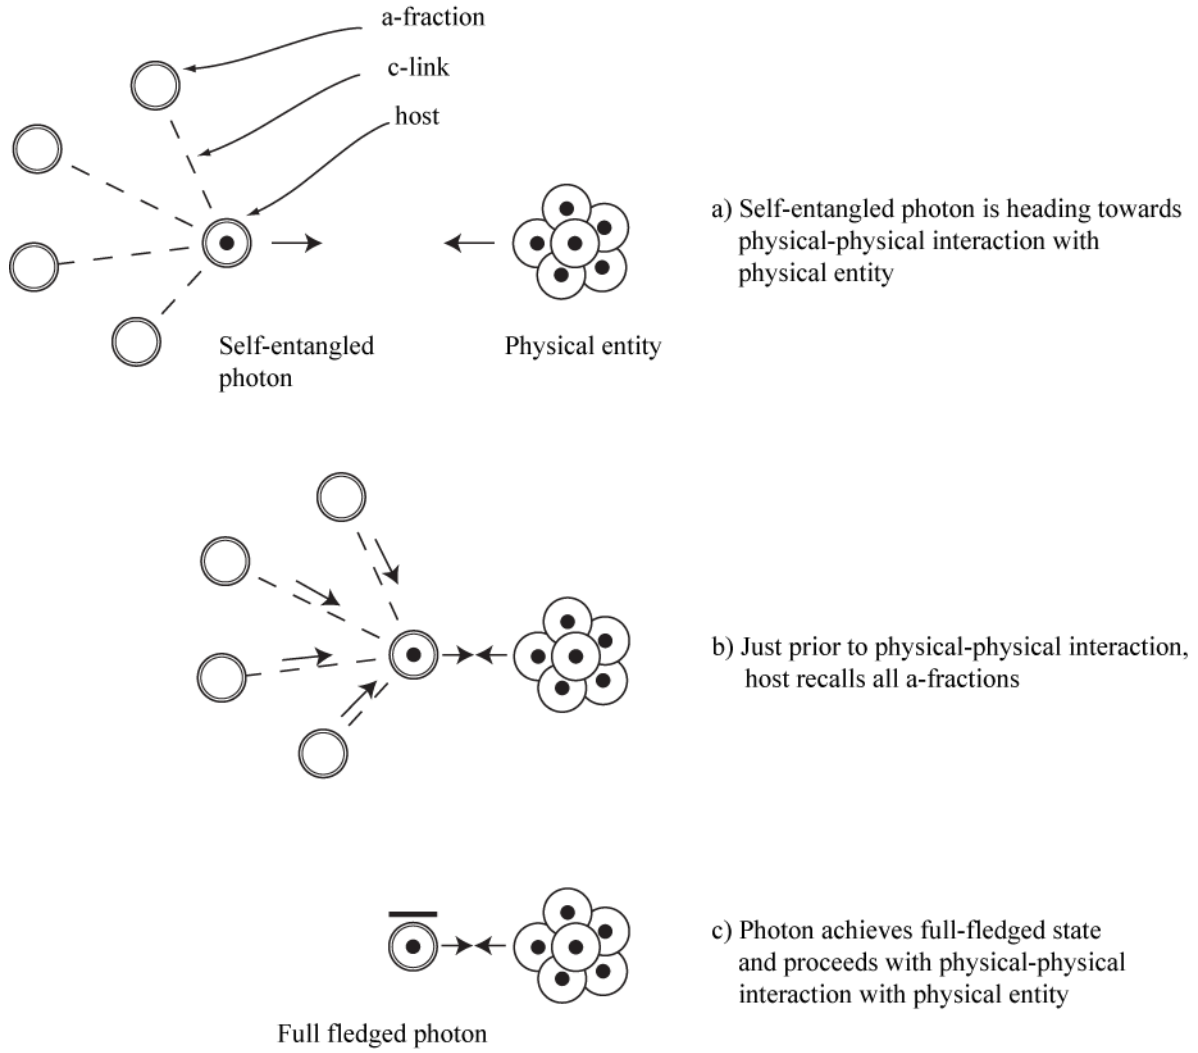 a-fraction
c-link
host
a) Self-entangled photon is heading towards
physical-physical interaction with
physical entity
Self-entangled
photon
Physical entity
b) Just prior to physical-physical interaction,
host recalls all a-fractions
c) Photon achieves full-fledged state
and proceeds with physical-physical
interaction with physical entity
Full fledged photon